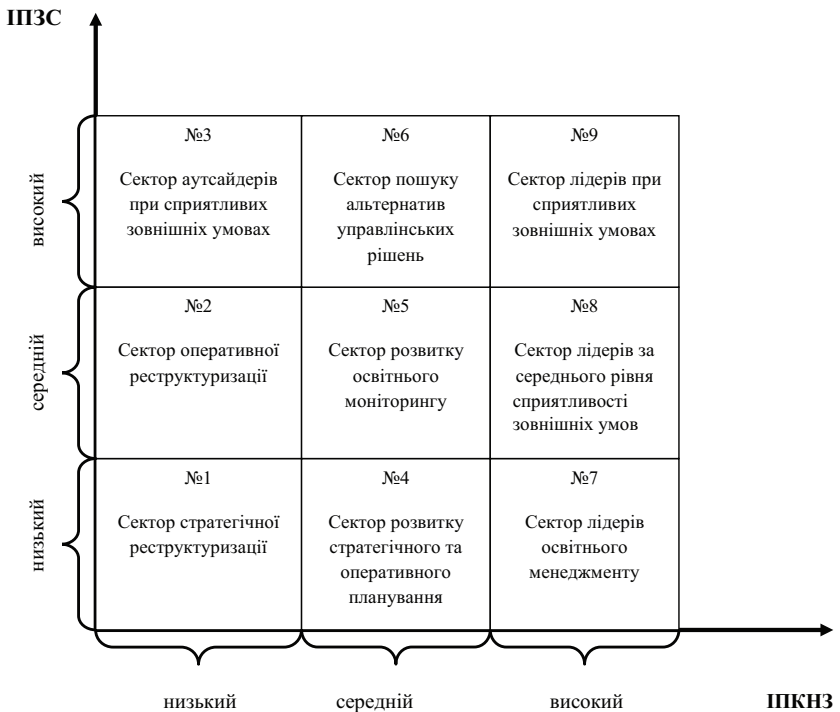 ІПЗС
високий
№3
Сектор аутсайдерів
при сприятливих
зовнішніх умовах
№6
Сектор пошуку
альтернатив
управлінських
рішень
№9
Сектор лідерів при
сприятливих
зовнішніх умовах
середній
№2
Сектор оперативної
реструктуризації
№5
Сектор розвитку
освітнього
моніторингу
№8
Сектор лідерів за
середнього рівня
сприятливості
зовнішніх умов
низький
№1
Сектор стратегічної
реструктуризації
№4
Сектор розвитку
стратегічного та
оперативного
планування
№7
Сектор лідерів
освітнього
менеджменту
низький
середній
високий
ІПКНЗ